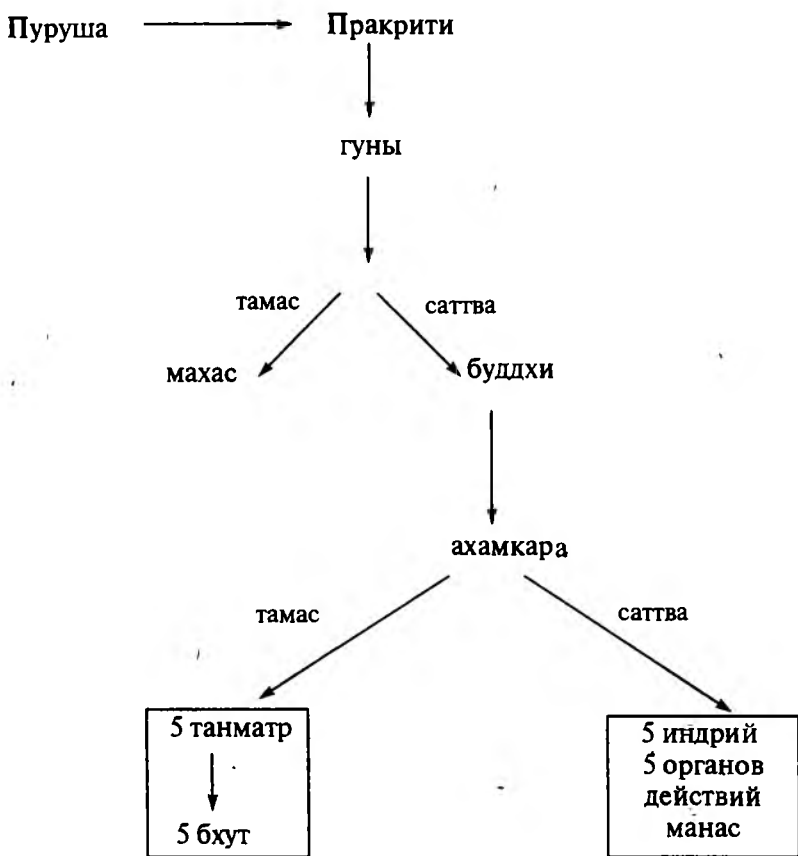 Пуруша
Пракрити
гуны
тамас
саттва
махас
буддхи
ахамкара
тамас
саттва
5 танматр
5 бхут
5 индрий
5 органов
действий
манас